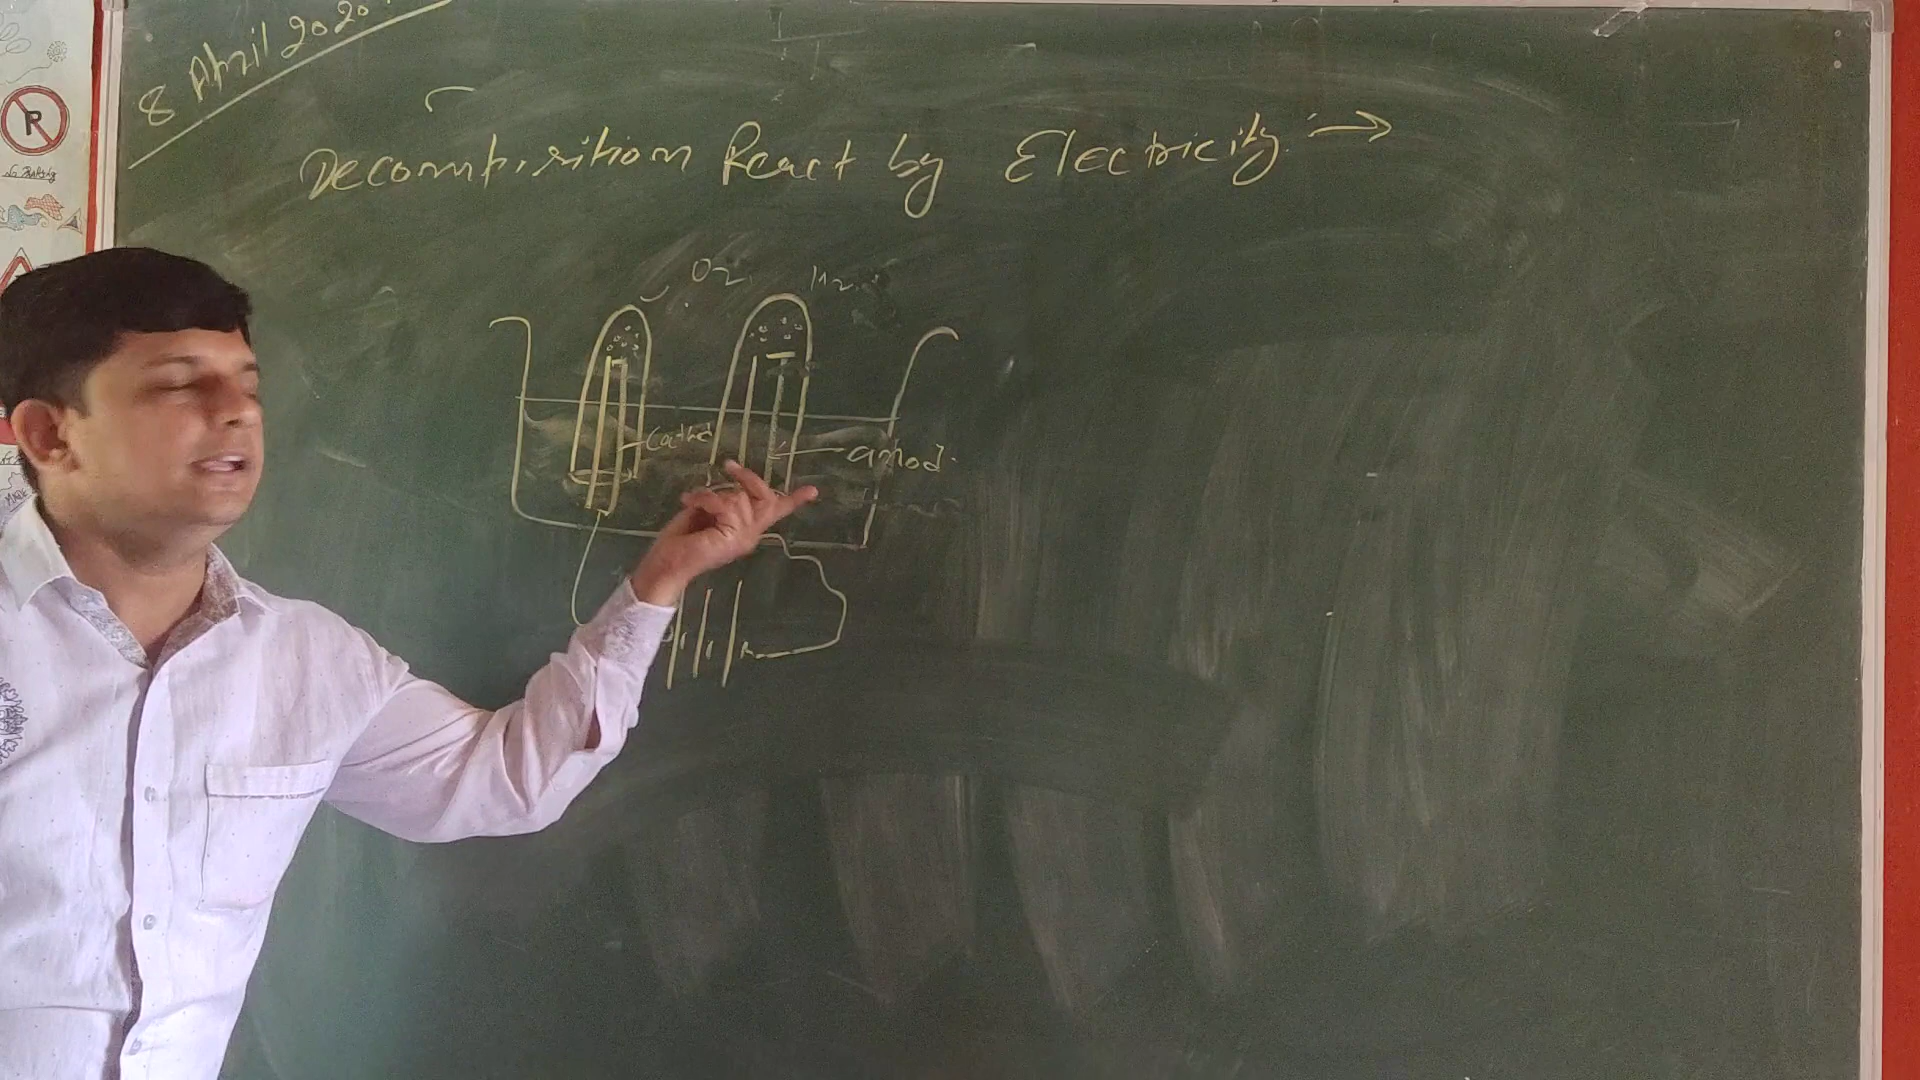 8 April 2020
Decomposition React by Electricity :→
O2 H2
Cathod
anod
P